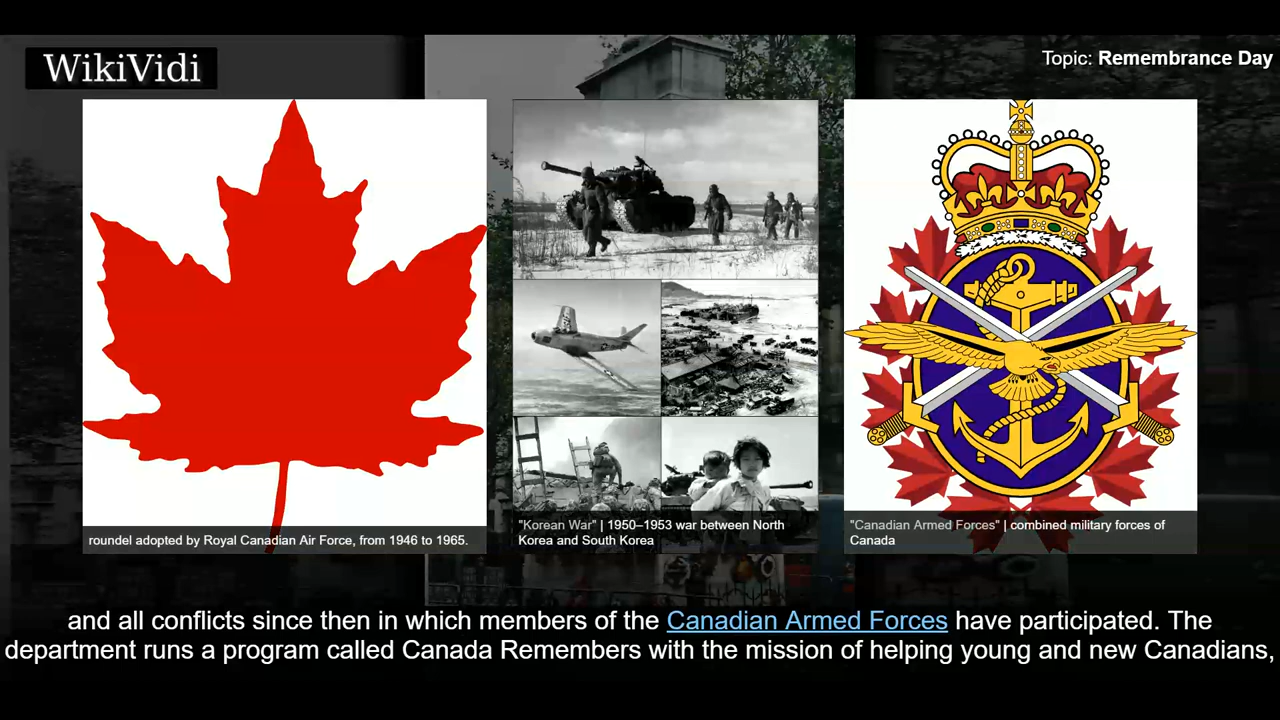 WikiVidi
Topic: Remembrance Day
roundel adopted by Royal Canadian Air Force, from 1946 to 1965.
"Korean War" | 1950–1953 war between North
Korea and South Korea
"Canadian Armed Forces" | combined military forces of
Canada
and all conflicts since then in which members of the Canadian Armed Forces have participated. The
department runs a program called Canada Remembers with the mission of helping young and new Canadians,